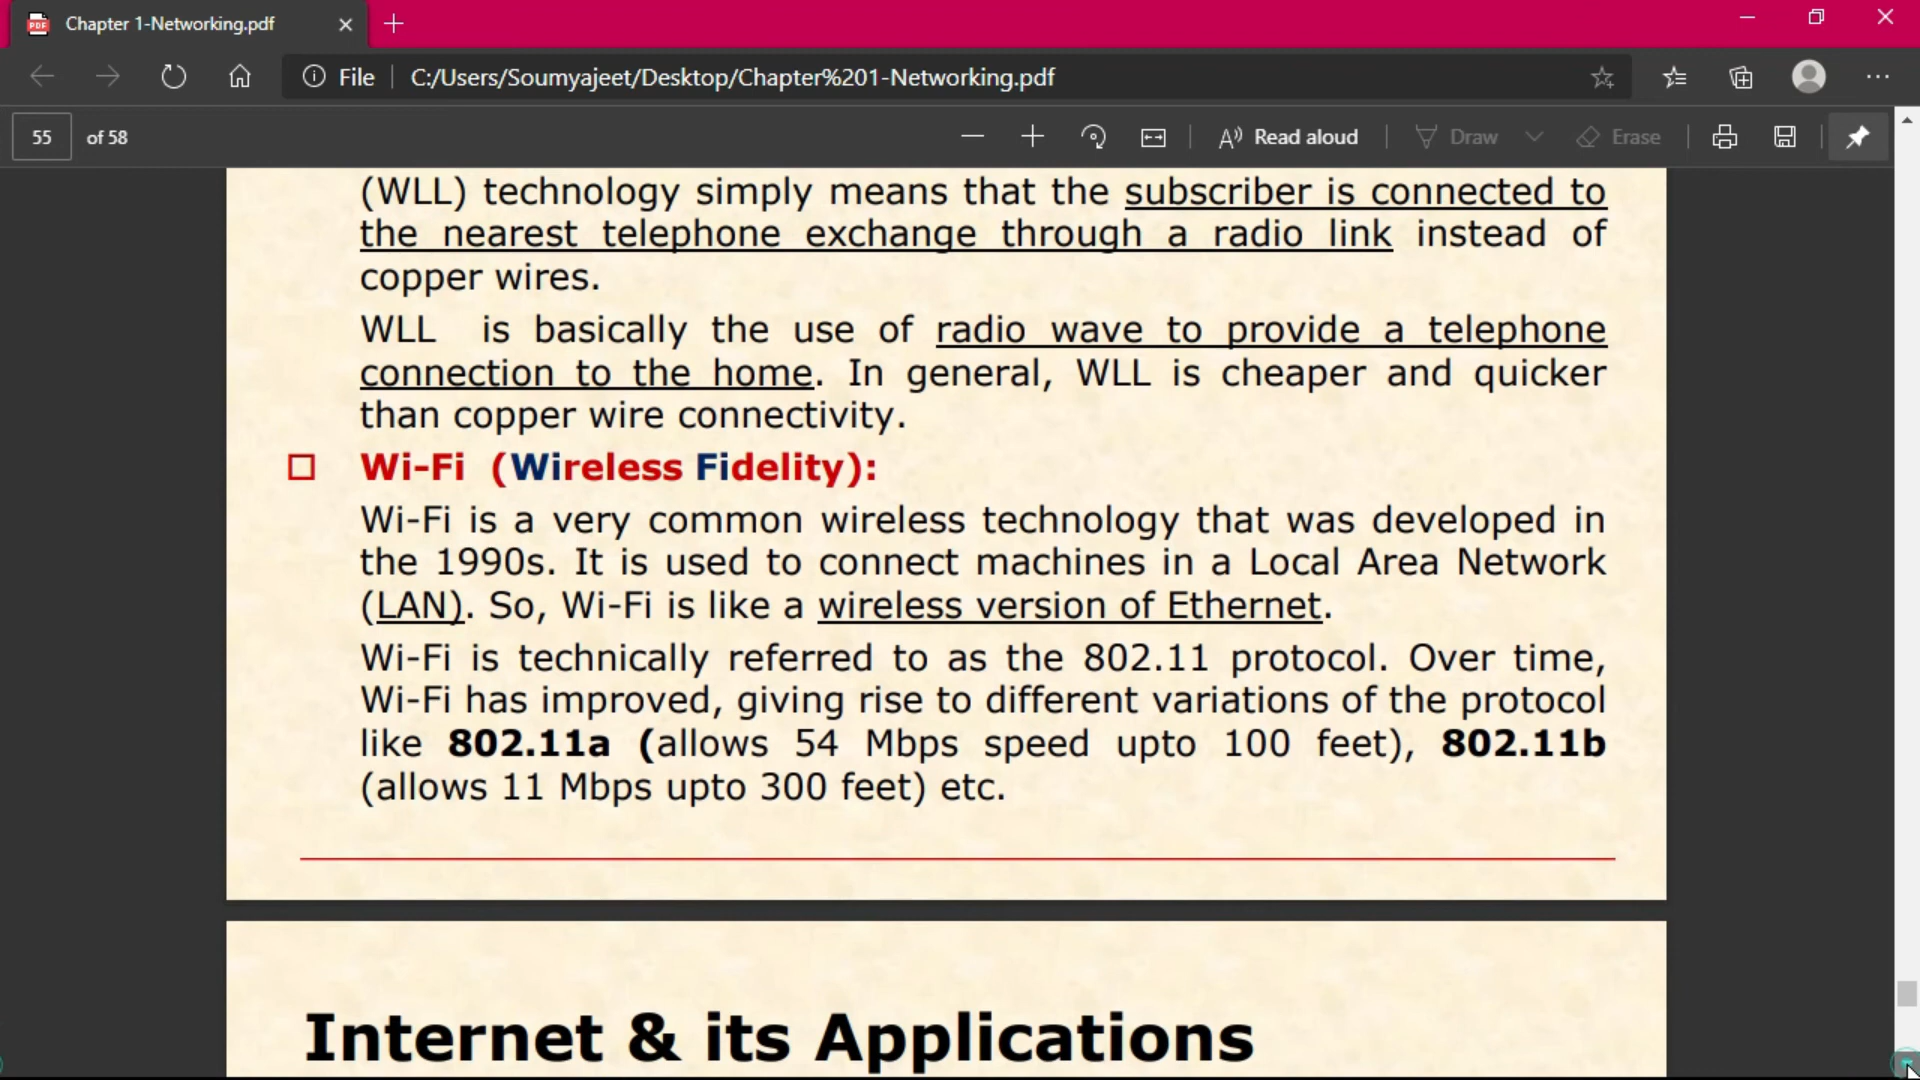 Chapter 1-Networking.pdf
File C:/Users/Soumyajeet/Desktop/Chapter%201-Networking.pdf
55 of 58 Read aloud Draw Erase
(WLL) technology simply means that the subscriber is connected to
the nearest telephone exchange through a radio link instead of
copper wires.
WLL is basically the use of radio wave to provide a telephone
connection to the home. In general, WLL is cheaper and quicker
than copper wire connectivity.
Wi-Fi (Wireless Fidelity):
Wi-Fi is a very common wireless technology that was developed in
the 1990s. It is used to connect machines in a Local Area Network
(LAN). So, Wi-Fi is like a wireless version of Ethernet.
Wi-Fi is technically referred to as the 802.11 protocol. Over time,
Wi-Fi has improved, giving rise to different variations of the protocol
like 802.11a (allows 54 Mbps speed upto 100 feet), 802.11b
(allows 11 Mbps upto 300 feet) etc.
Internet & its Applications